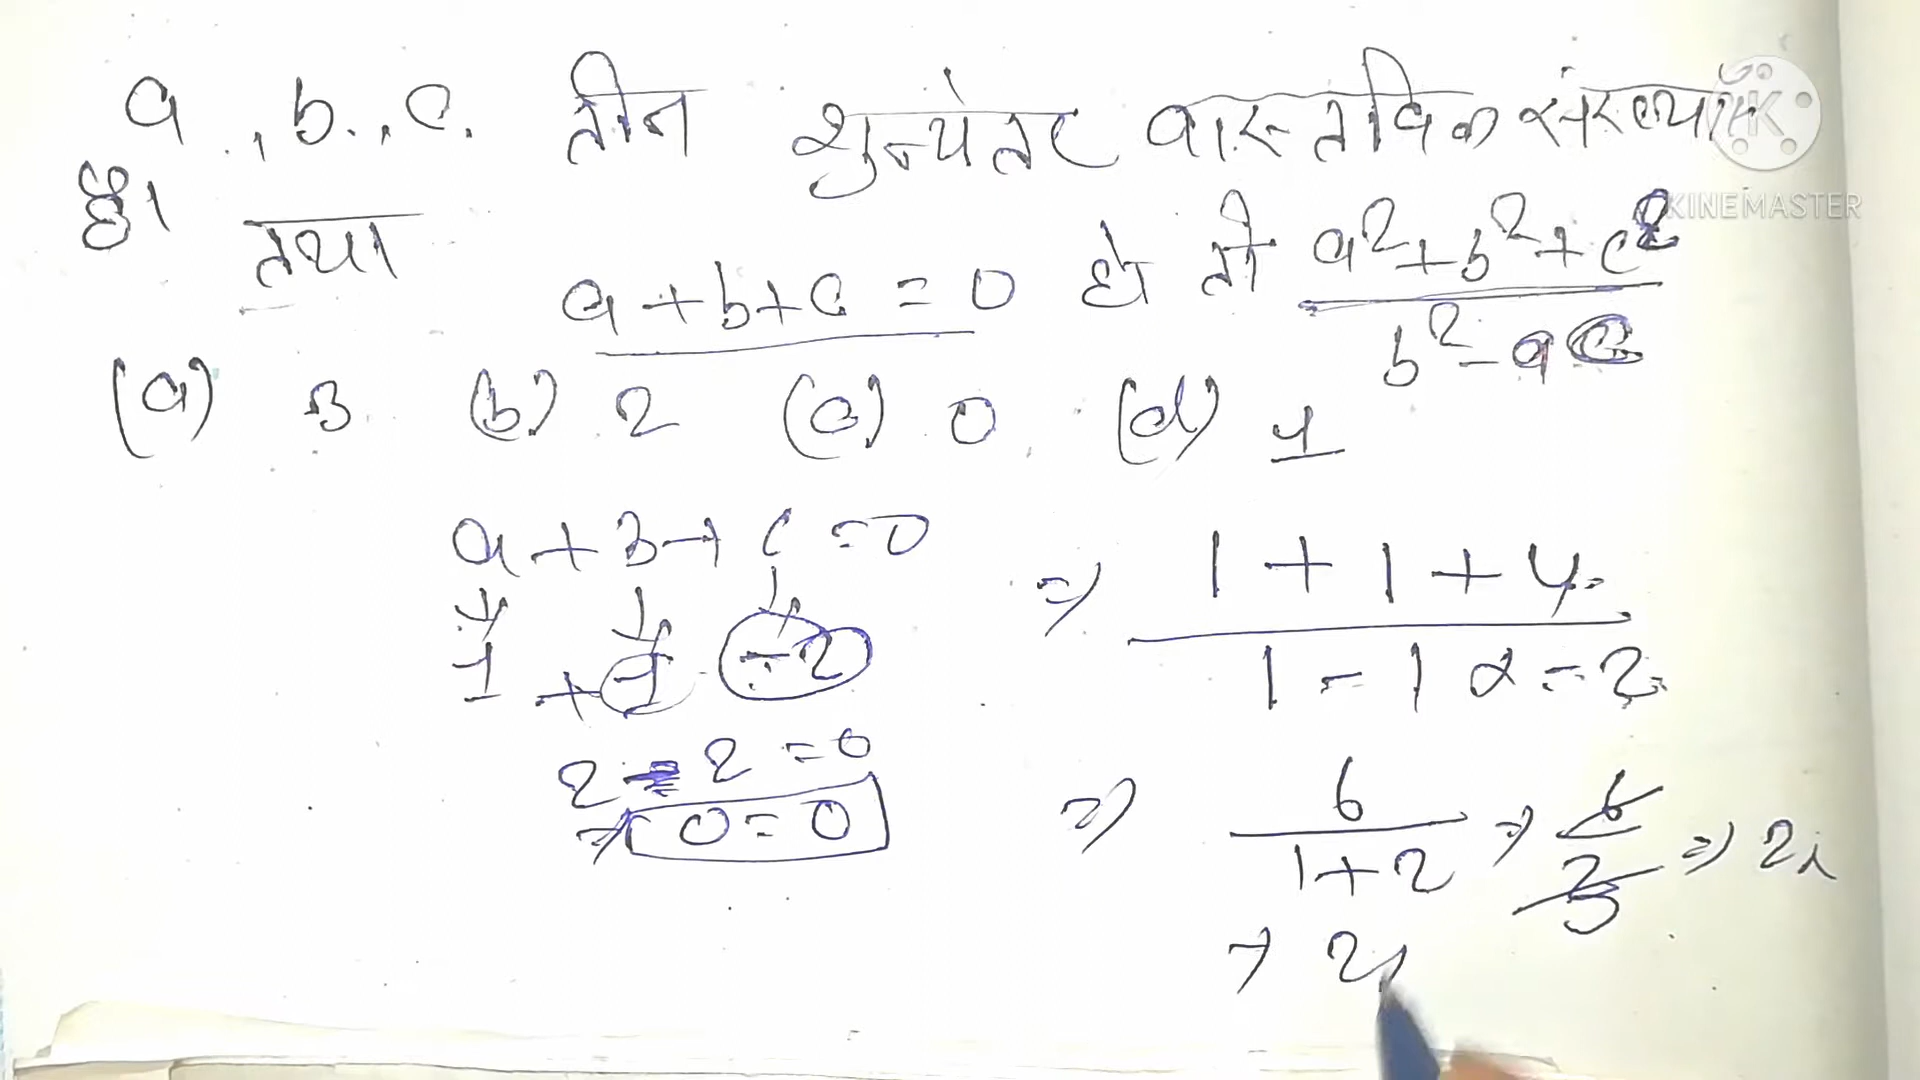 a, b, c. तीन शुन्येतर वास्तविक संख्याएँ
हैं। तथा a+b+c = 0 हो तो a²+b²+c² / b²-ac
(a) 3 (b) 2 (c) 0 (d) 1
a + b + c = 0
1 + 1 - 2
2 - 2 = 0
⇒ 0 = 0
⇒ 1 + 1 + 4 / 1 - 1 x - 2
⇒ 6 / 1+2 ⇒ 6 / 3 ⇒ 2
⇒ 2
KINEMASTER